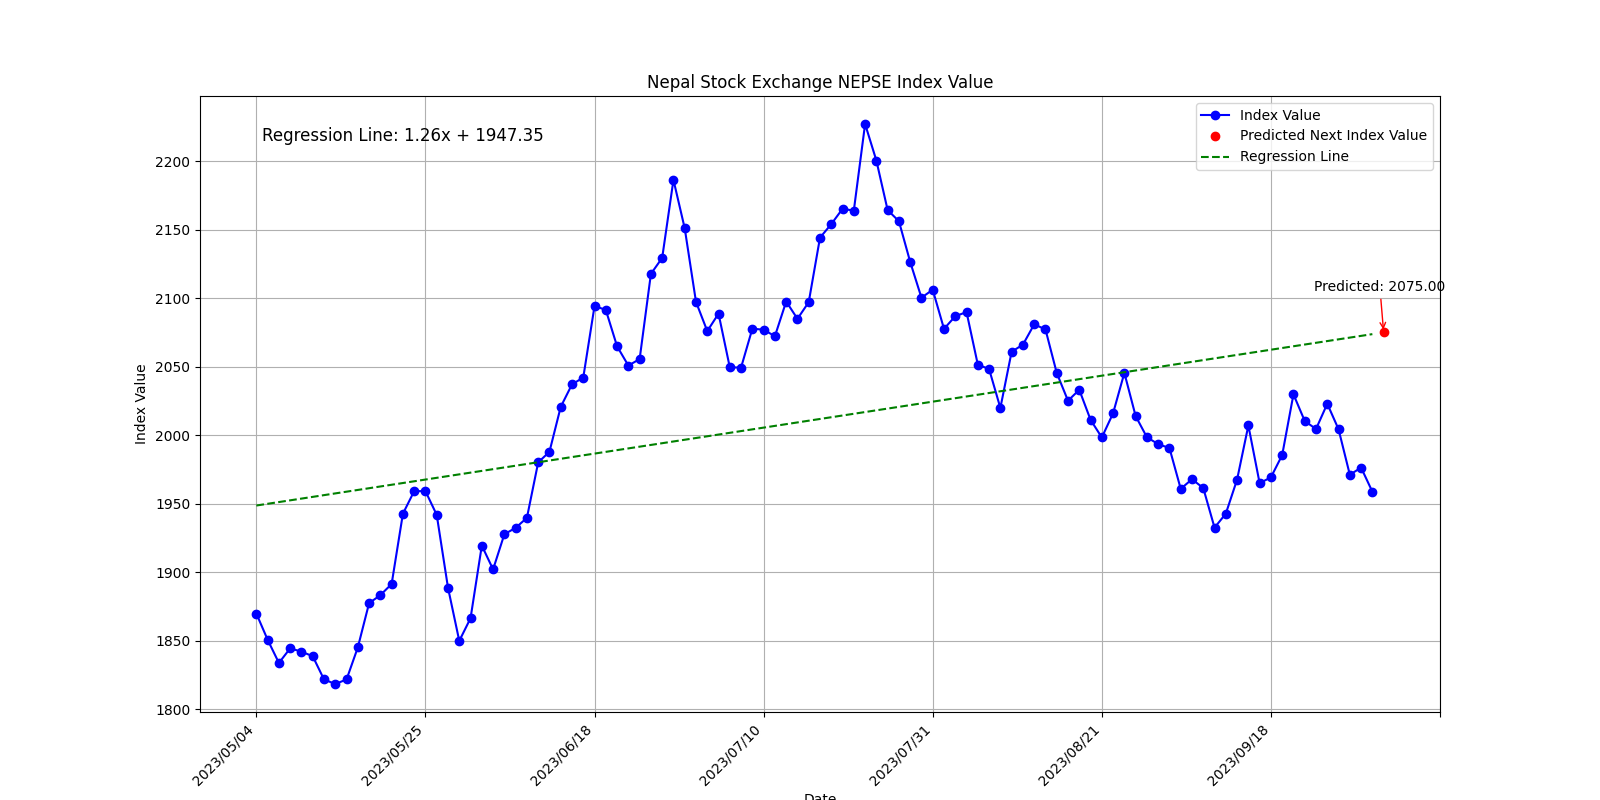 Nepal Stock Exchange NEPSE Index Value
Regression Line: 1.26x + 1947.35
Index Value
Predicted Next Index Value
Regression Line
Predicted: 2075.00
Index Value
2200
2150
2100
2050
2000
1950
1900
1850
1800
2023/05/04
2023/05/25
2023/06/18
2023/07/10
2023/07/31
2023/08/21
2023/09/18
Date